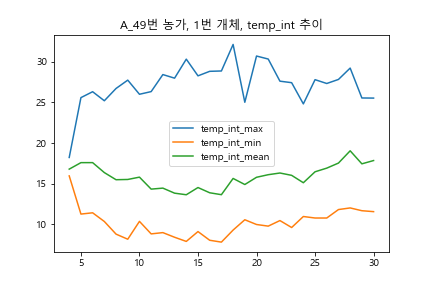 A_49번 농가, 1번 개체, temp_int 추이
30
25
20
15
10
temp_int_max
temp_int_min
temp_int_mean
5 10 15 20 25 30